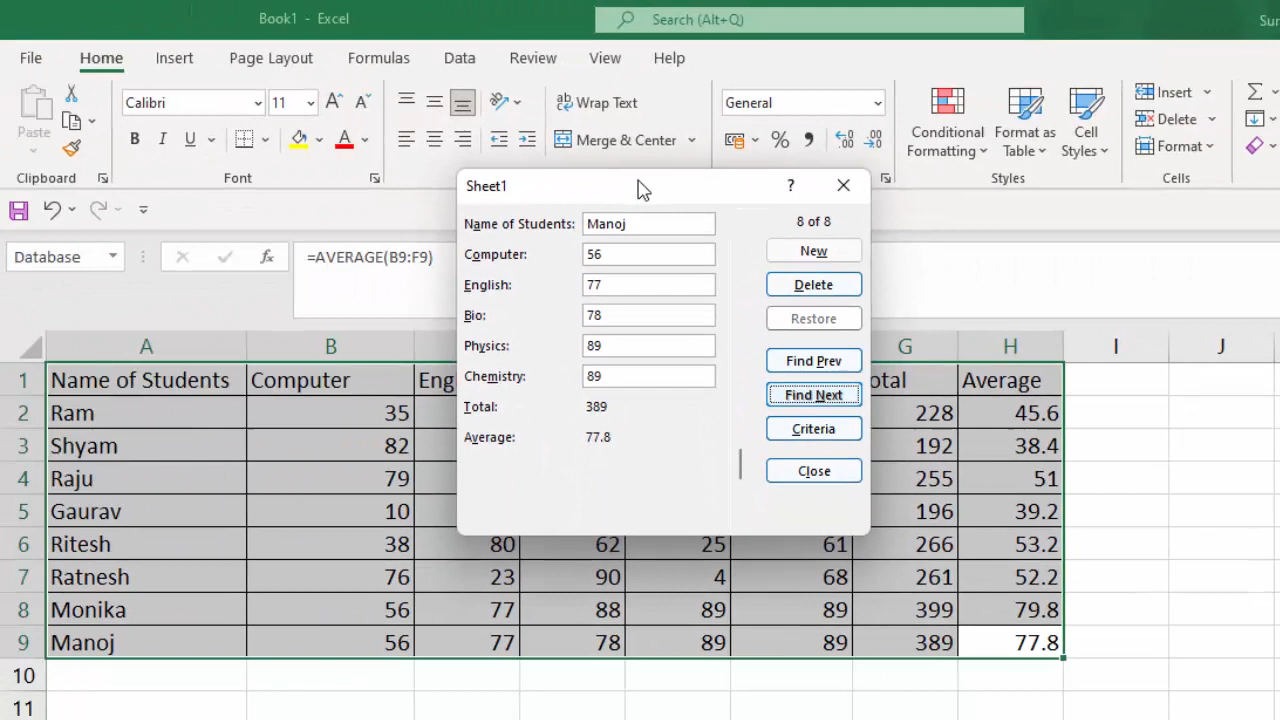 Book1 - Excel
Search (Alt+Q)
File Home Insert Page Layout Formulas Data Review View Help
Paste
Calibri 11
B I U A
Wrap Text
Merge & Center
General
Conditional Formatting
Format as Table
Cell Styles
Insert
Delete
Format
Clipboard Font Styles Cells
Database =AVERAGE(B9:F9)
Sheet1 ? ×
Name of Students: Manoj
Computer: 56
English: 77
Bio: 78
Physics: 89
Chemistry: 89
Total: 389
Average: 77.8
8 of 8
New
Delete
Restore
Find Prev
Find Next
Criteria
Close
A B G H I J
1 Name of Students Computer Eng otal Average
2 Ram 35 228 45.6
3 Shyam 82 192 38.4
4 Raju 79 255 51
5 Gaurav 10 196 39.2
6 Ritesh 38 80 62 25 61 266 53.2
7 Ratnesh 76 23 90 4 68 261 52.2
8 Monika 56 77 88 89 89 399 79.8
9 Manoj 56 77 78 89 89 389 77.8
10
11